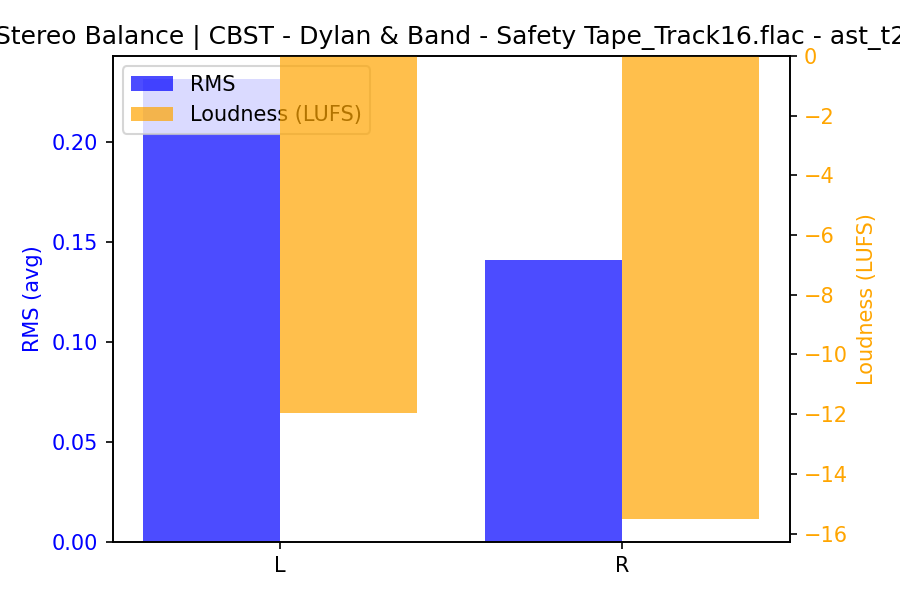 Stereo Balance | CBST - Dylan & Band - Safety Tape_Track16.flac - ast_t2
RMS
Loudness (LUFS)
RMS (avg)
0.20
0.15
0.10
0.05
0.00
0
−2
−4
−6
−8
−10
−12
−14
−16
Loudness (LUFS)
L
R